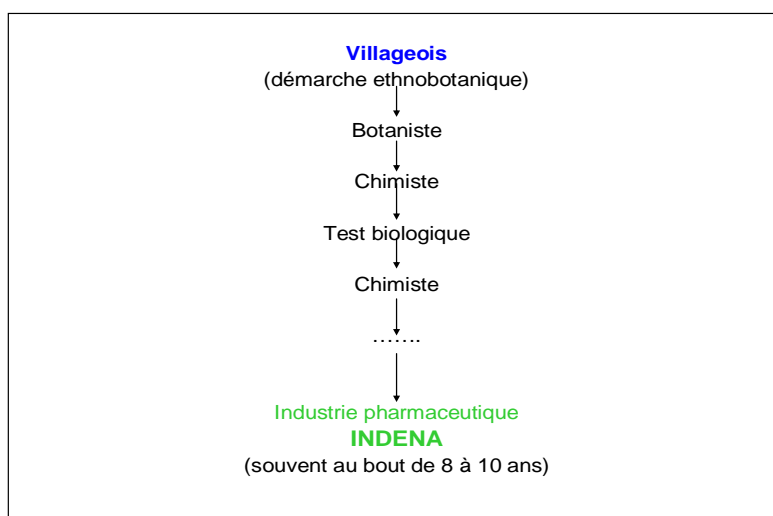 Villageois
(démarche ethnobotanique)
Botaniste
Chimiste
Test biologique
Chimiste
…….
Industrie pharmaceutique
INDENA
(souvent au bout de 8 à 10 ans)